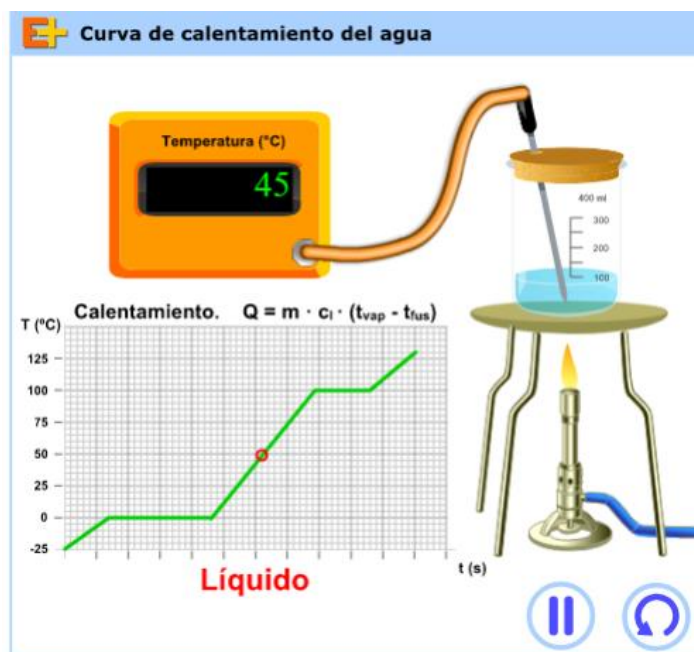 E+ Curva de calentamiento del agua
Temperatura (°C)
45
400 ml
300
200
100
Calentamiento. Q = m · cl · (tvap - tfus)
T (ºC)
125
100
75
50
25
0
-25
t (s)
Líquido